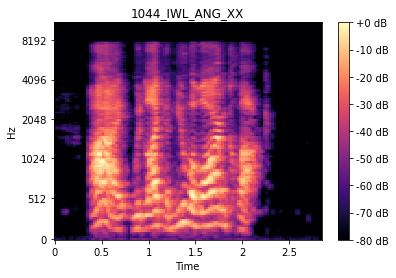 1044_IWL_ANG_XX
8192
4096
2048
1024
512
0
Hz
0
0.5
1
1.5
2
2.5
Time
+0 dB
-10 dB
-20 dB
-30 dB
-40 dB
-50 dB
-60 dB
-70 dB
-80 dB